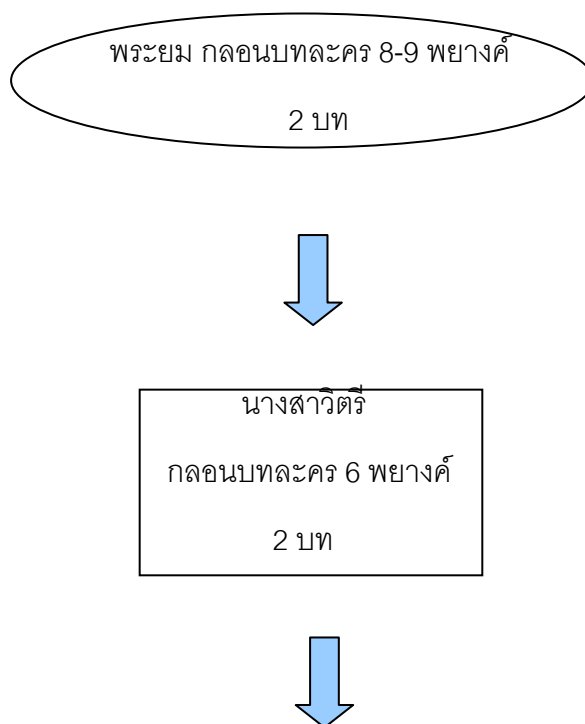 พระยม กลอนบทละคร 8-9 พยางค์
2 บท
นางสาวิตรี
กลอนบทละคร 6 พยางค์
2 บท